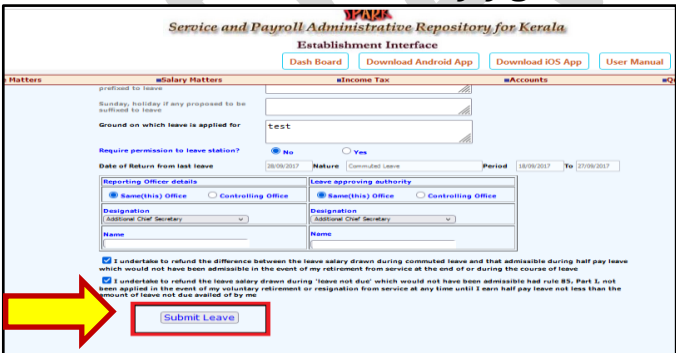 SPARK
Service and Payroll Administrative Repository for Kerala
Establishment Interface
Dash Board Download Android App Download iOS App User Manual
Matters Salary Matters Income Tax Accounts
prefixed to leave
Sunday, holiday if any proposed to be
suffixed to leave
Ground on which leave is applied for test
Require permission to leave station? No Yes
Date of Return from last leave 28/09/2017 Nature Commuted Leave Period 18/09/2017 To 27/09/2017
Reporting Officer details Leave approving authority
Same(this) Office Controlling Office Same(this) Office Controlling Office
Designation Designation
Additional Chief Secretary Additional Chief Secretary
Name Name
I undertake to refund the difference between the leave salary drawn during commuted leave and that admissible during half pay leave
which would not have been admissible in the event of my retirement from service at the end of or during the course of leave
I undertake to refund the leave salary drawn during 'leave not due' which would not have been admissible had rule 85, Part I, not
been applied in the event of my voluntary retirement or resignation from service at any time until I earn half pay leave not less than the
amount of leave not due availed of by me
Submit Leave